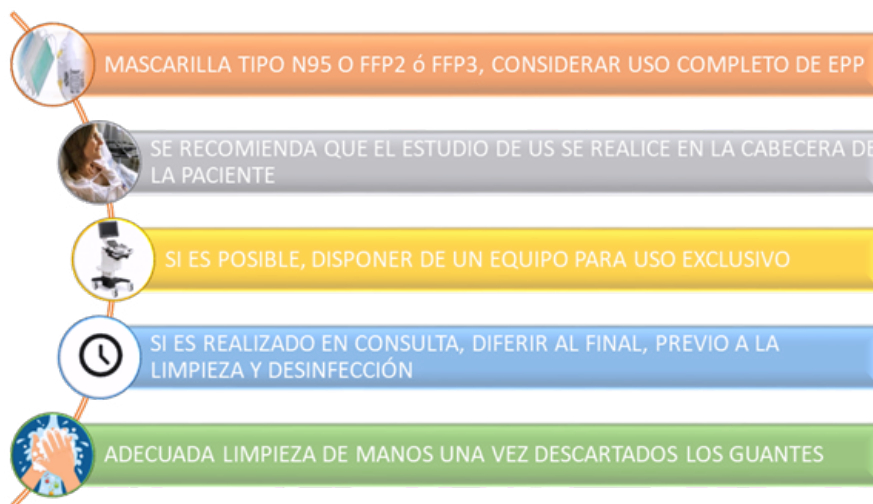 MASCARILLA TIPO N95 O FFP2 ó FFP3, CONSIDERAR USO COMPLETO DE EPP
SE RECOMIENDA QUE EL ESTUDIO DE US SE REALICE EN LA CABECERA DE
LA PACIENTE
SI ES POSIBLE, DISPONER DE UN EQUIPO PARA USO EXCLUSIVO
SI ES REALIZADO EN CONSULTA, DIFERIR AL FINAL, PREVIO A LA
LIMPIEZA Y DESINFECCIÓN
ADECUADA LIMPIEZA DE MANOS UNA VEZ DESCARTADOS LOS GUANTES